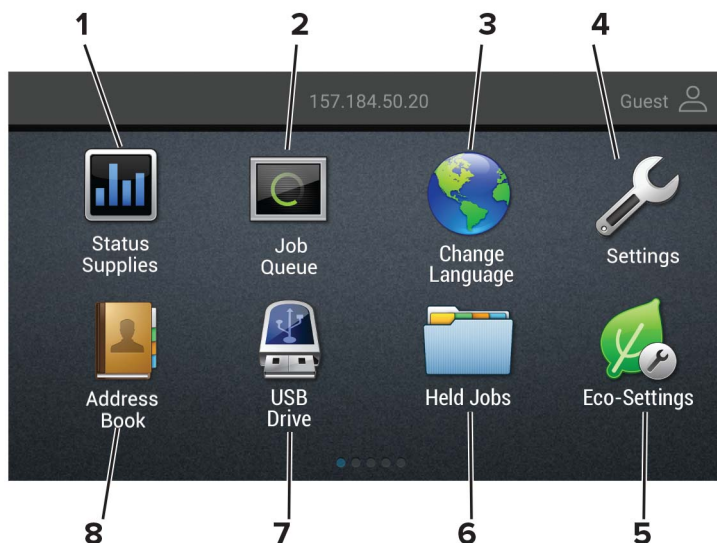 1 2 3 4
157.184.50.20 Guest
Status
Supplies
Job
Queue
Change
Language
Settings
Address
Book
USB
Drive
Held Jobs
Eco-Settings
8 7 6 5